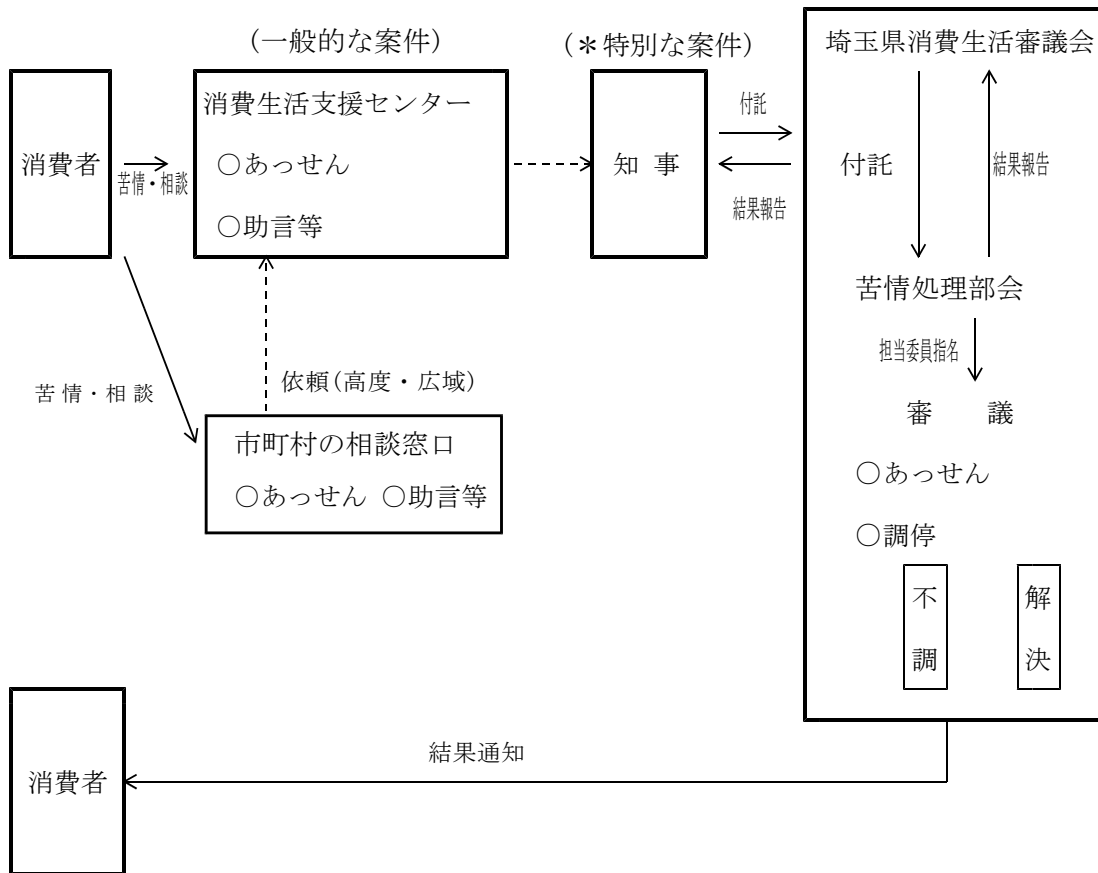 (一般的な案件)
(＊特別な案件)
埼玉県消費生活審議会
消費者
苦情・相談
消費生活支援センター
○あっせん
○助言等
知 事
付託
結果報告
付託
結果報告
苦情処理部会
担当委員指名
審 議
○あっせん
○調停
不調
解決
苦 情・相 談
依頼(高度・広域)
市町村の相談窓口
○あっせん ○助言等
結果通知
消費者